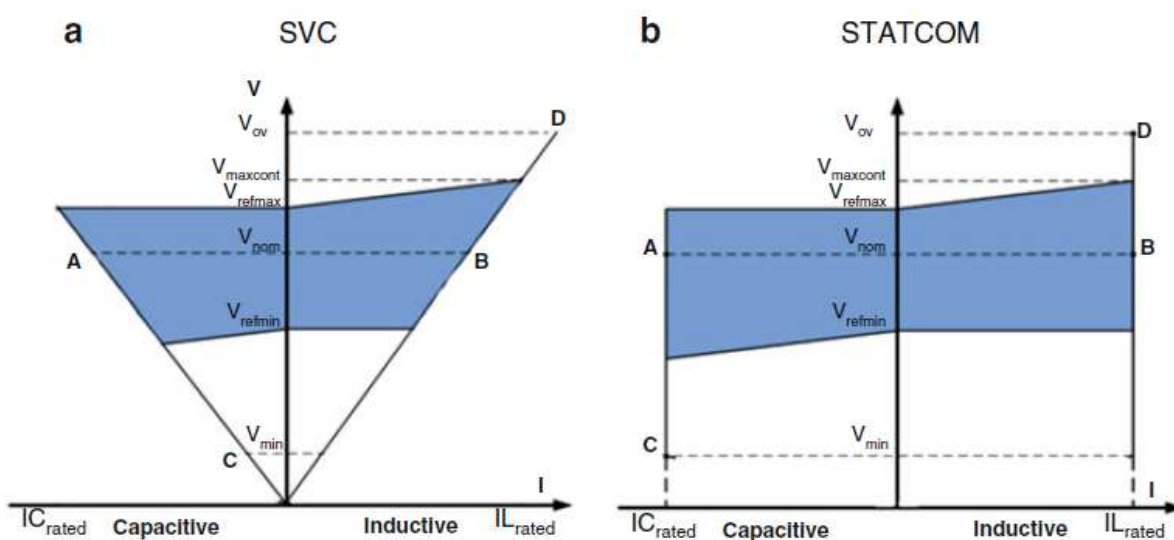 a SVC
V
V_ov
D
V_maxcont
V_refmax
V_nom
A
B
V_refmin
V_min
C
I
IC_rated Capacitive Inductive IL_rated
b STATCOM
V_ov
D
V_maxcont
V_refmax
A
V_nom
B
V_refmin
C
V_min
I
IC_rated Capacitive Inductive IL_rated